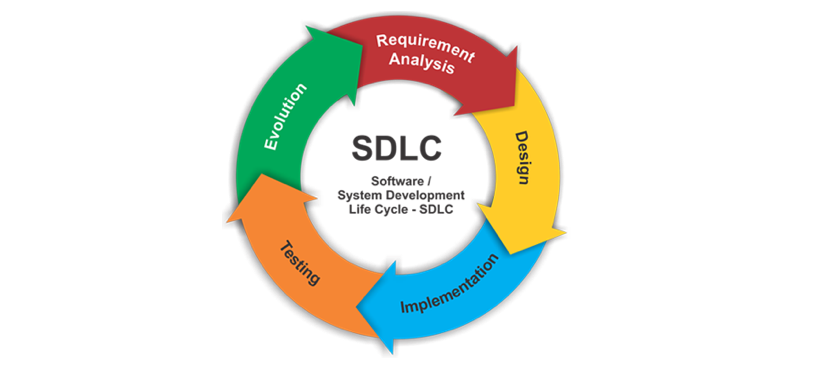 Requirement
Analysis
Design
Implementation
Testing
Evolution
SDLC
Software /
System Development
Life Cycle - SDLC